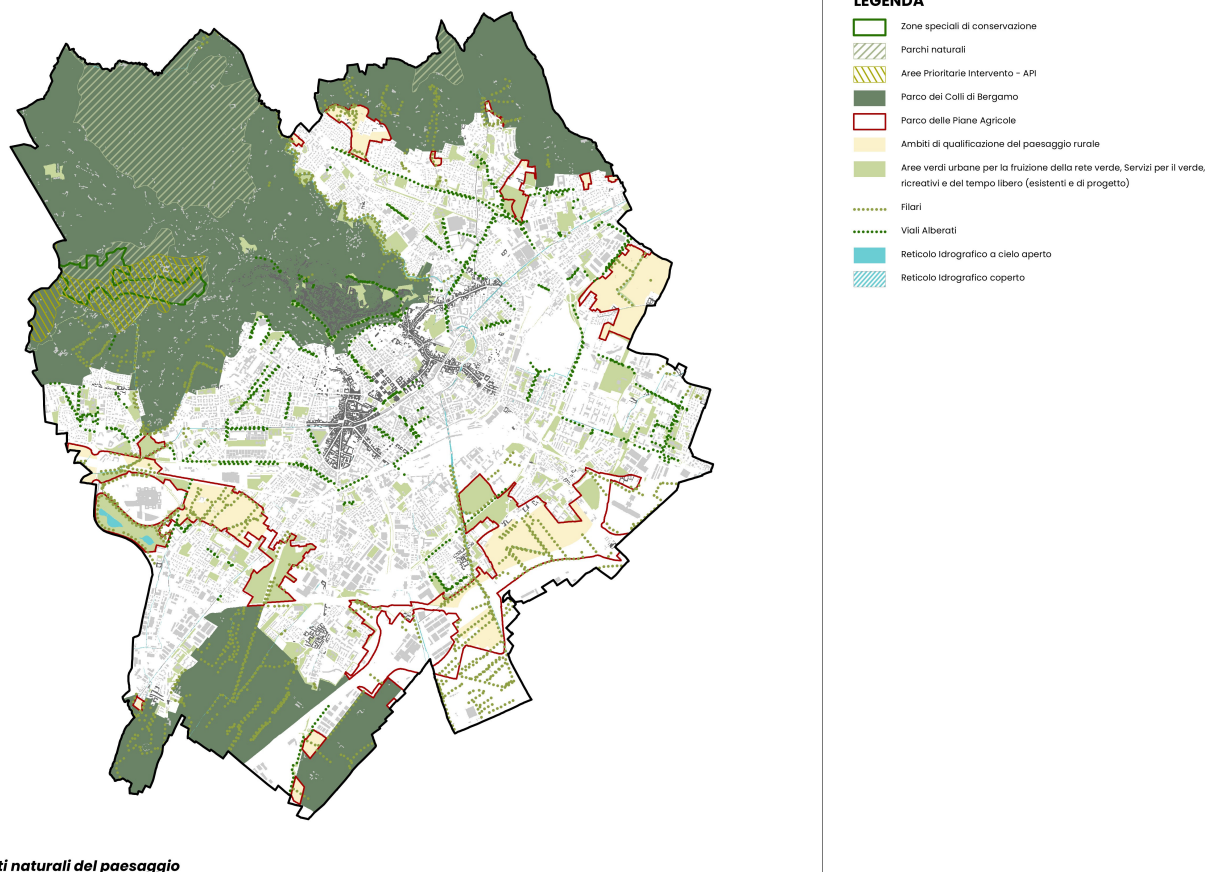 LEGENDA
Zone speciali di conservazione
Parchi naturali
Aree Prioritarie Intervento - API
Parco dei Colli di Bergamo
Parco delle Piane Agricole
Ambiti di qualificazione del paesaggio rurale
Aree verdi urbane per la fruizione della rete verde, Servizi per il verde,
ricreativi e del tempo libero (esistenti e di progetto)
Filari
Viali Alberati
Reticolo Idrografico a cielo aperto
Reticolo Idrografico coperto
ti naturali del paesaggio